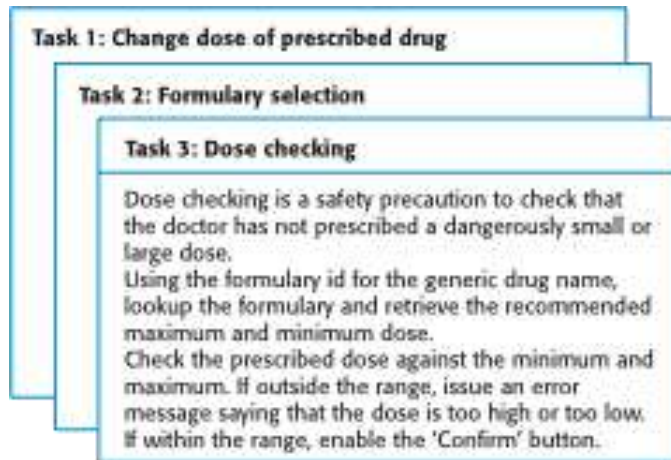 Task 1: Change dose of prescribed drug
Task 2: Formulary selection
Task 3: Dose checking
Dose checking is a safety precaution to check that
the doctor has not prescribed a dangerously small or
large dose.
Using the formulary id for the generic drug name,
lookup the formulary and retrieve the recommended
maximum and minimum dose.
Check the prescribed dose against the minimum and
maximum. If outside the range, issue an error
message saying that the dose is too high or too low.
If within the range, enable the 'Confirm' button.